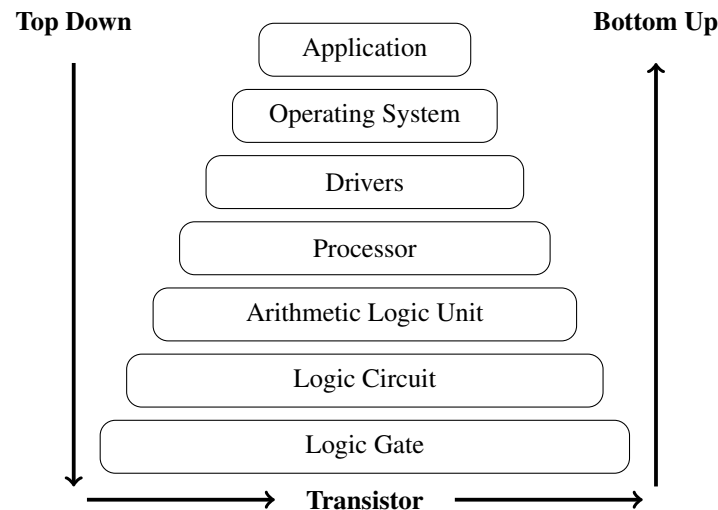 Top Down
Bottom Up
Application
Operating System
Drivers
Processor
Arithmetic Logic Unit
Logic Circuit
Logic Gate
Transistor